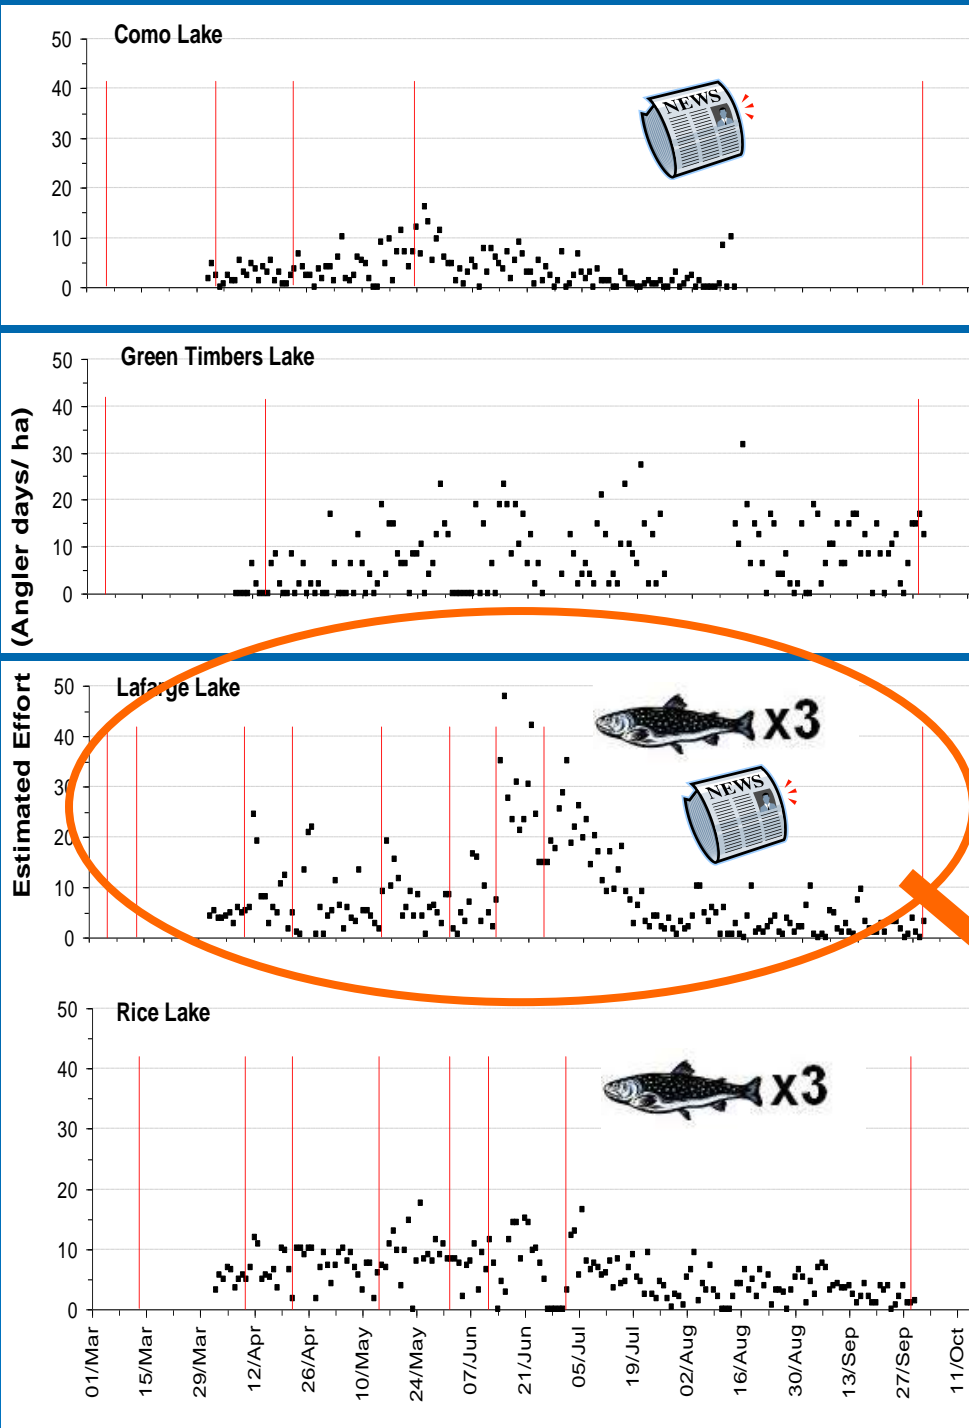 Como Lake
50
40
30
20
10
0
NEWS
Green Timbers Lake
50
40
30
20
10
0
Estimated Effort (Angler days/ ha)
Lafarge Lake
50
40
30
20
10
0
x3
NEWS
Rice Lake
50
40
30
20
10
0
x3
01/Mar
15/Mar
29/Mar
12/Apr
26/Apr
10/May
24/May
07/Jun
21/Jun
05/Jul
19/Jul
02/Aug
16/Aug
30/Aug
13/Sep
27/Sep
11/Oct